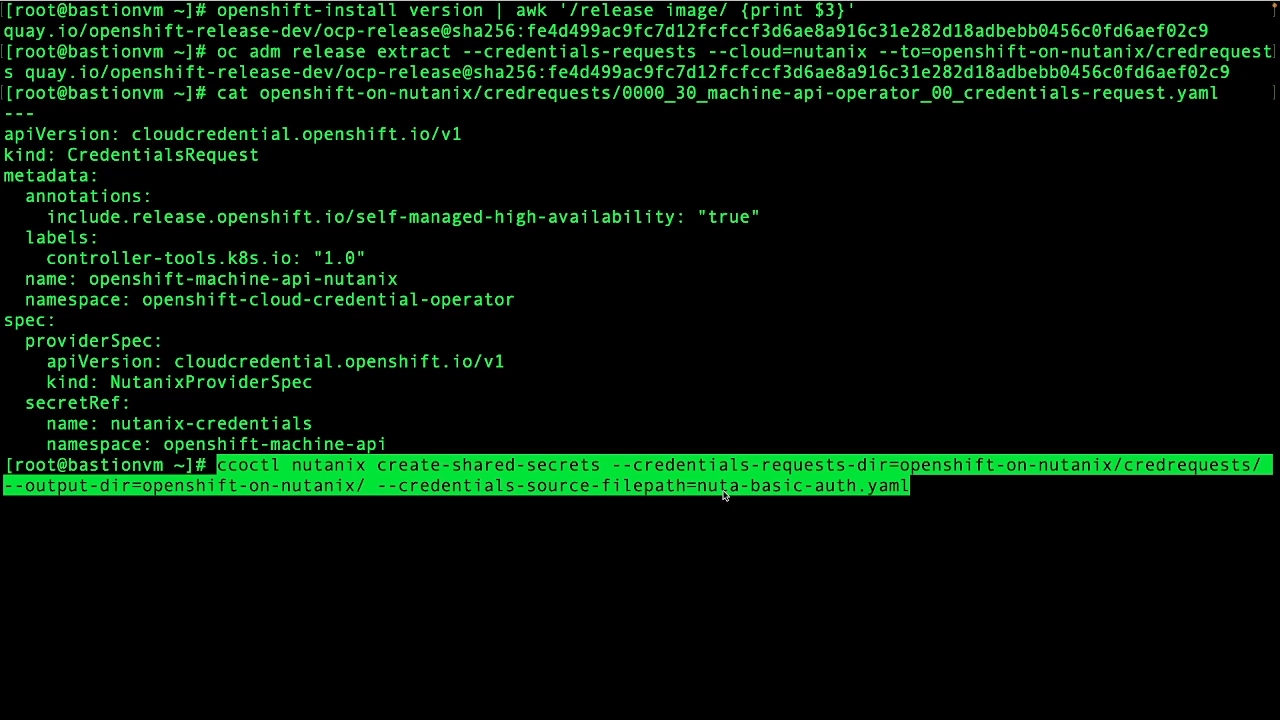 [root@bastionvm ~]# openshift-install version | awk '/release image/ {print $3}'
quay.io/openshift-release-dev/ocp-release@sha256:fe4d499ac9fc7d12fcfccf3d6ae8a916c31e282d18adbebb0456c0fd6aef02c9
[root@bastionvm ~]# oc adm release extract --credentials-requests --cloud=nutanix --to=openshift-on-nutanix/credrequest
s quay.io/openshift-release-dev/ocp-release@sha256:fe4d499ac9fc7d12fcfccf3d6ae8a916c31e282d18adbebb0456c0fd6aef02c9
[root@bastionvm ~]# cat openshift-on-nutanix/credrequests/0000_30_machine-api-operator_00_credentials-request.yaml
---
apiVersion: cloudcredential.openshift.io/v1
kind: CredentialsRequest
metadata:
  annotations:
    include.release.openshift.io/self-managed-high-availability: "true"
  labels:
    controller-tools.k8s.io: "1.0"
  name: openshift-machine-api-nutanix
  namespace: openshift-cloud-credential-operator
spec:
  providerSpec:
    apiVersion: cloudcredential.openshift.io/v1
    kind: NutanixProviderSpec
  secretRef:
    name: nutanix-credentials
    namespace: openshift-machine-api
[root@bastionvm ~]# ccoctl nutanix create-shared-secrets --credentials-requests-dir=openshift-on-nutanix/credrequests/
--output-dir=openshift-on-nutanix/ --credentials-source-filepath=nuta-basic-auth.yaml